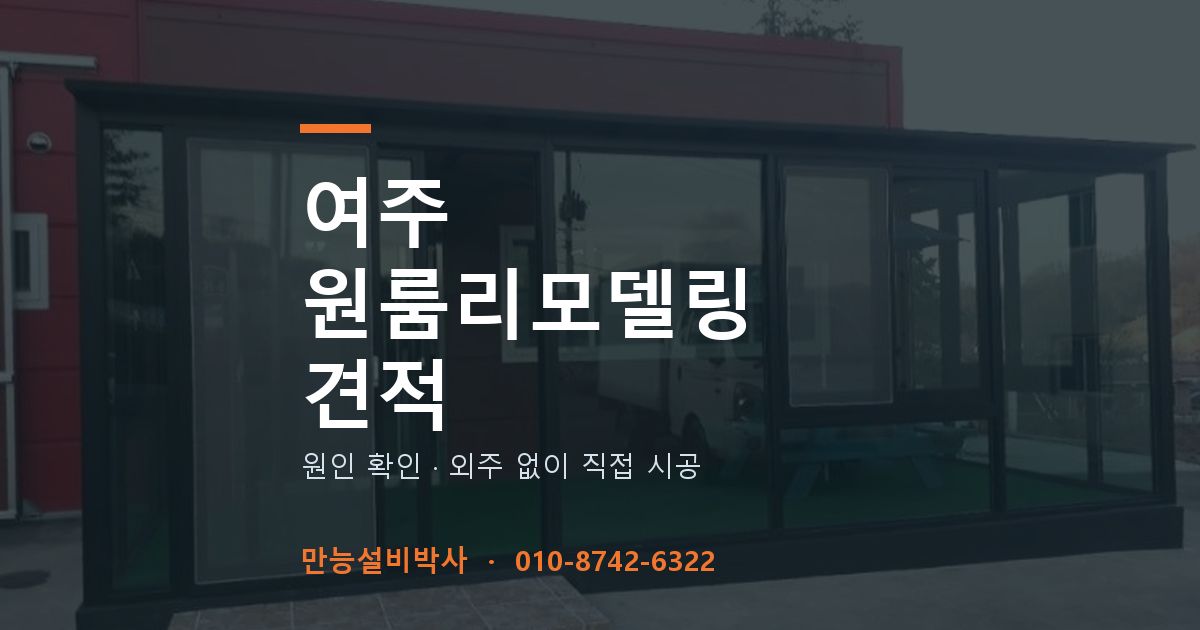 여주
원룸리모델링
견적
원인 확인 · 외주 없이 직접 시공
만능설비박사 · 010-8742-6322